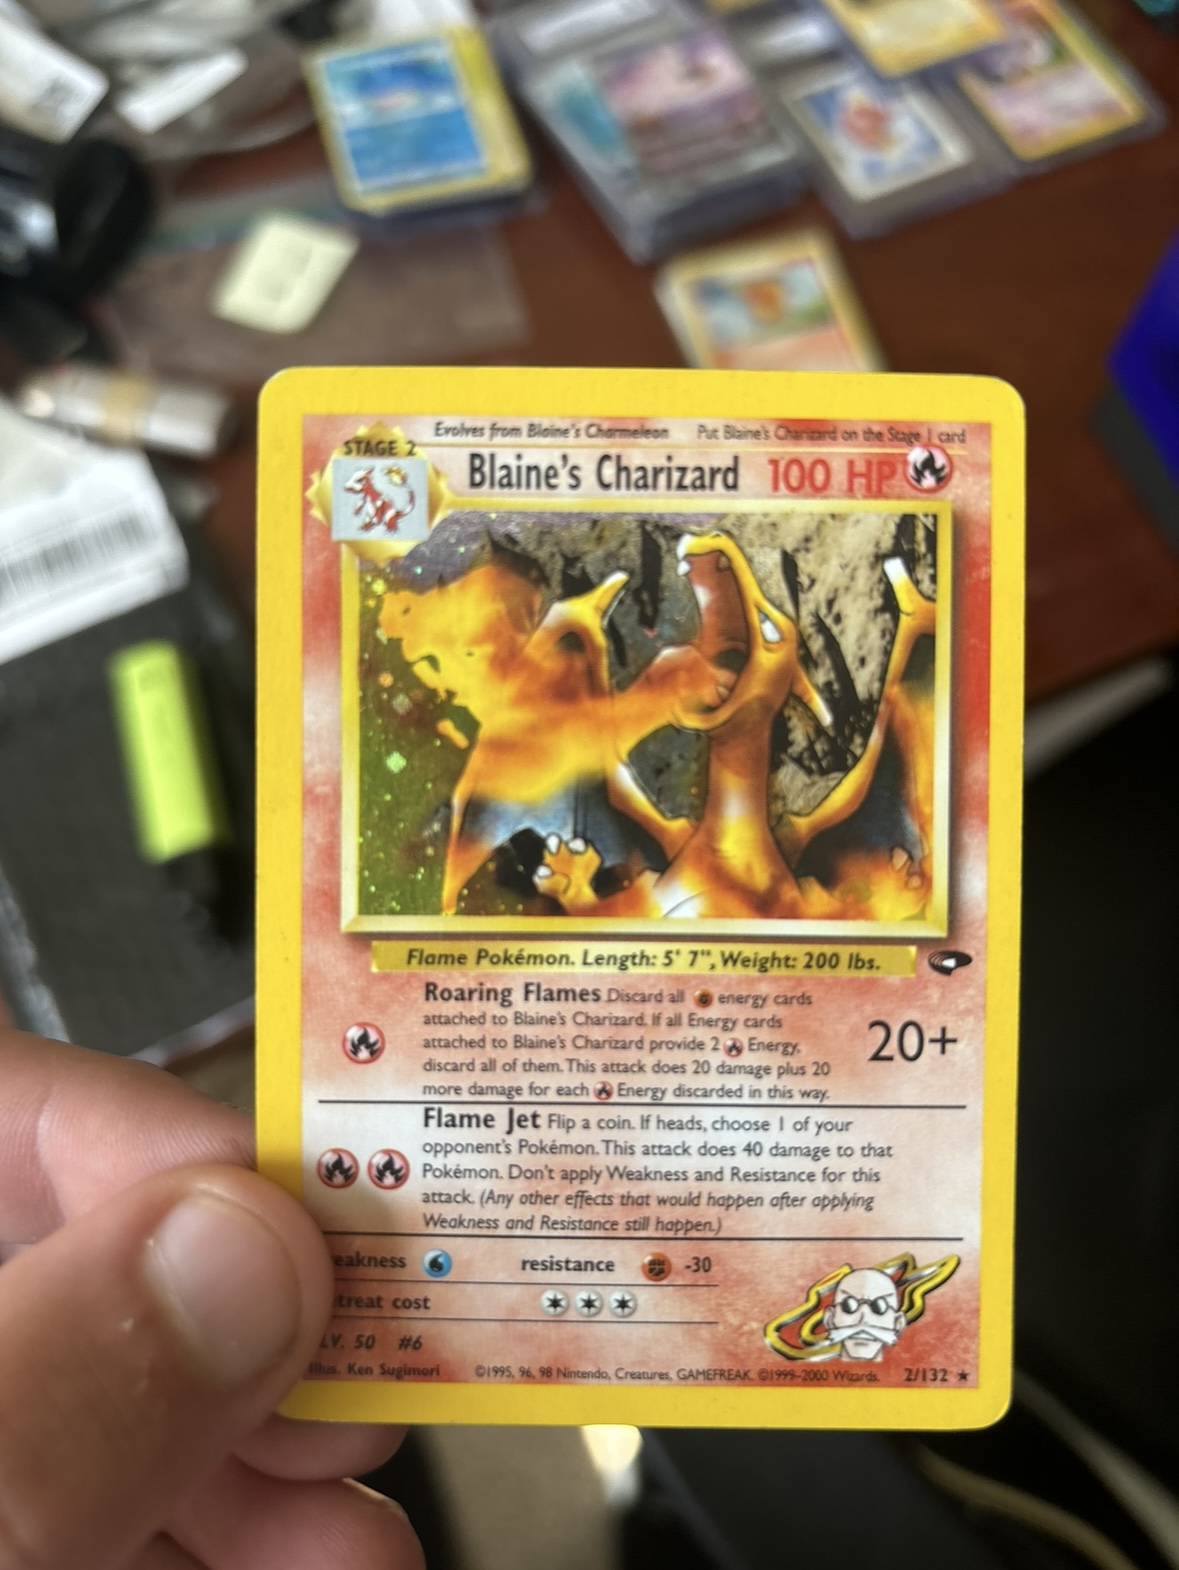 Evolves from Blaine's Charmeleon Put Blaine's Charizard on the Stage 1 card
STAGE 2
Blaine's Charizard 100 HP
Flame Pokémon. Length: 5' 7", Weight: 200 lbs.
Roaring Flames Discard all energy cards
attached to Blaine's Charizard. If all Energy cards
attached to Blaine's Charizard provide 2 Energy,
discard all of them. This attack does 20 damage plus 20
more damage for each Energy discarded in this way.
20+
Flame Jet Flip a coin. If heads, choose 1 of your
opponent's Pokémon. This attack does 40 damage to that
Pokémon. Don't apply Weakness and Resistance for this
attack. (Any other effects that would happen after applying
Weakness and Resistance still happen.)
eakness resistance -30
treat cost
LV. 50 #6
Illus. Ken Sugimori ©1995, 96, 98 Nintendo, Creatures, GAMEFREAK. ©1999-2000 Wizards. 2/132 ★